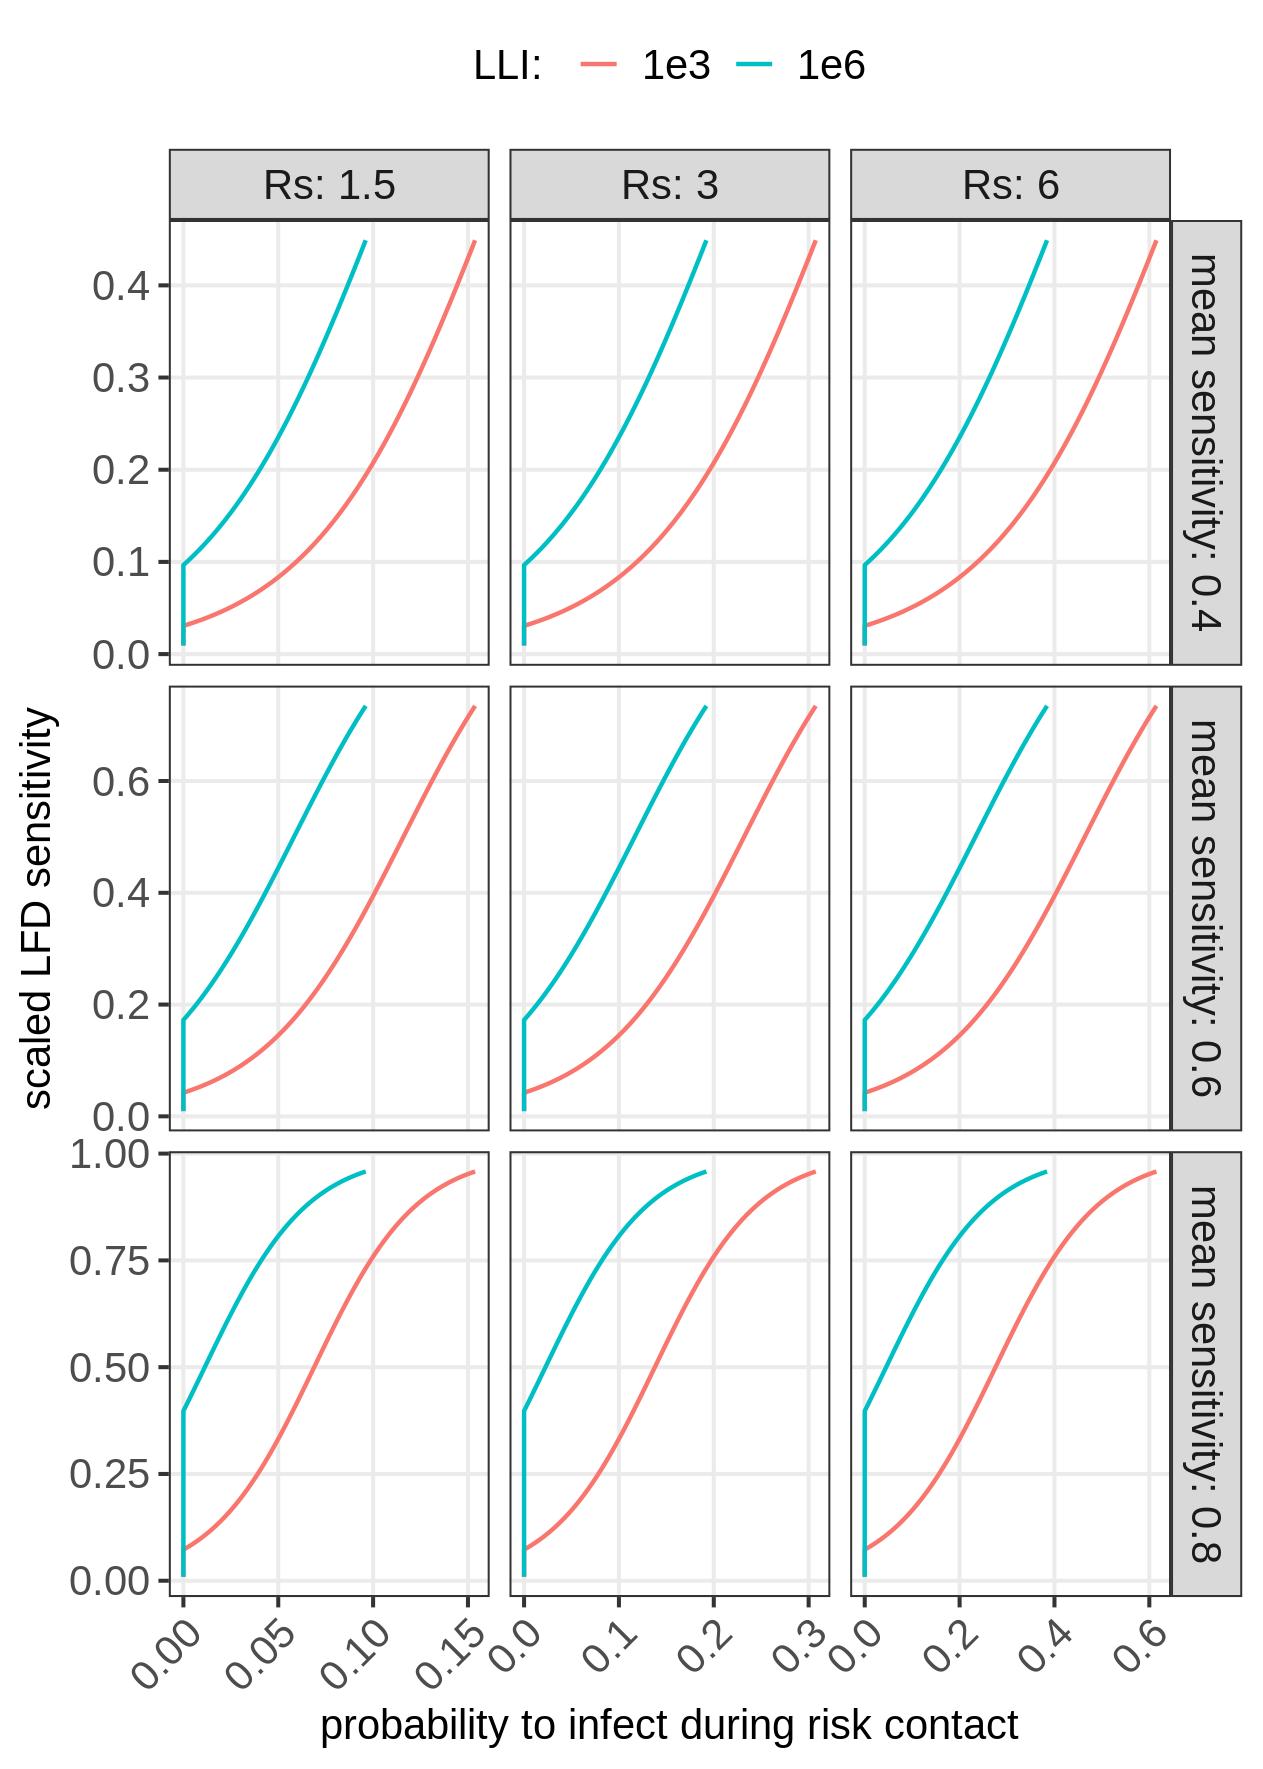 LLI: 1e3 1e6
Rs: 1.5 Rs: 3 Rs: 6
mean sensitivity: 0.4
0.4
0.3
0.2
0.1
0.0
scaled LFD sensitivity
mean sensitivity: 0.6
0.6
0.4
0.2
0.0
mean sensitivity: 0.8
1.00
0.75
0.50
0.25
0.00
0.00 0.05 0.10 0.15 0.0 0.1 0.2 0.3 0.0 0.2 0.4 0.6
probability to infect during risk contact